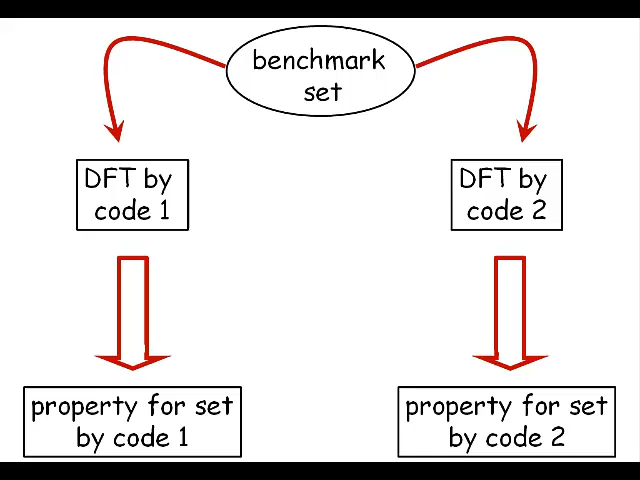 benchmark
set
DFT by
code 1
DFT by
code 2
property for set
by code 1
property for set
by code 2